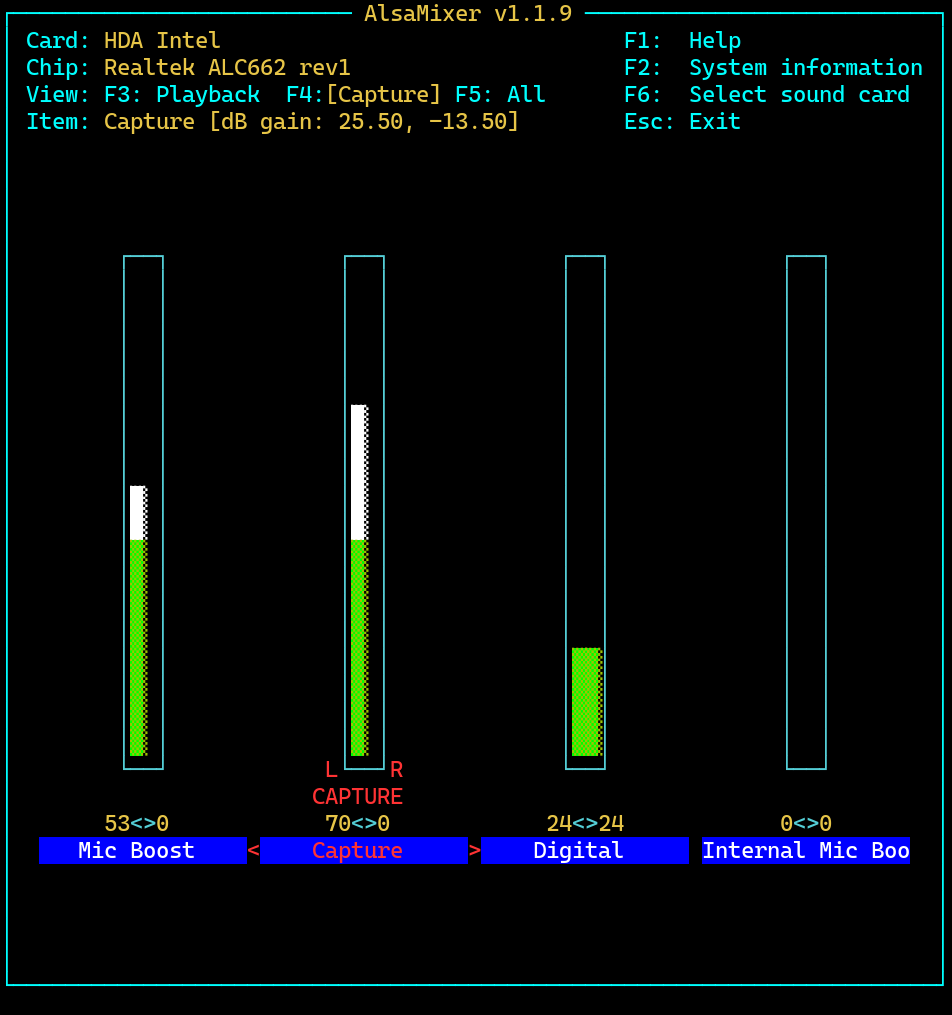 AlsaMixer v1.1.9
Card: HDA Intel F1: Help
Chip: Realtek ALC662 rev1 F2: System information
View: F3: Playback F4:[Capture] F5: All F6: Select sound card
Item: Capture [dB gain: 25.50, −13.50] Esc: Exit
L R
CAPTURE
53<>0 70<>0 24<>24 0<>0
Mic Boost < Capture > Digital Internal Mic Boo